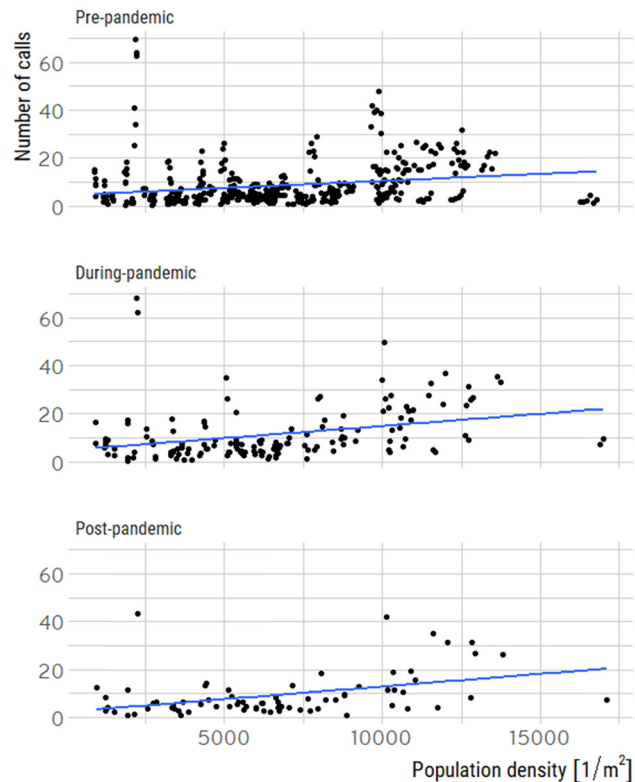 Pre-pandemic
Number of calls
60
40
20
0
During-pandemic
60
40
20
0
Post-pandemic
60
40
20
0
5000 10000 15000
Population density [1/m²]